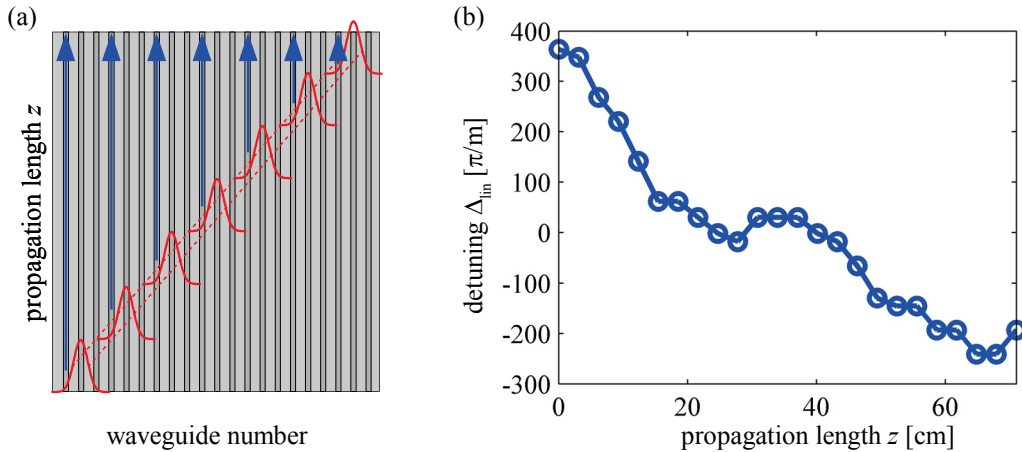 (a)
propagation length z
waveguide number
(b)
detuning Δlin [π/m]
400
300
200
100
0
-100
-200
-300
0
20
40
60
propagation length z [cm]